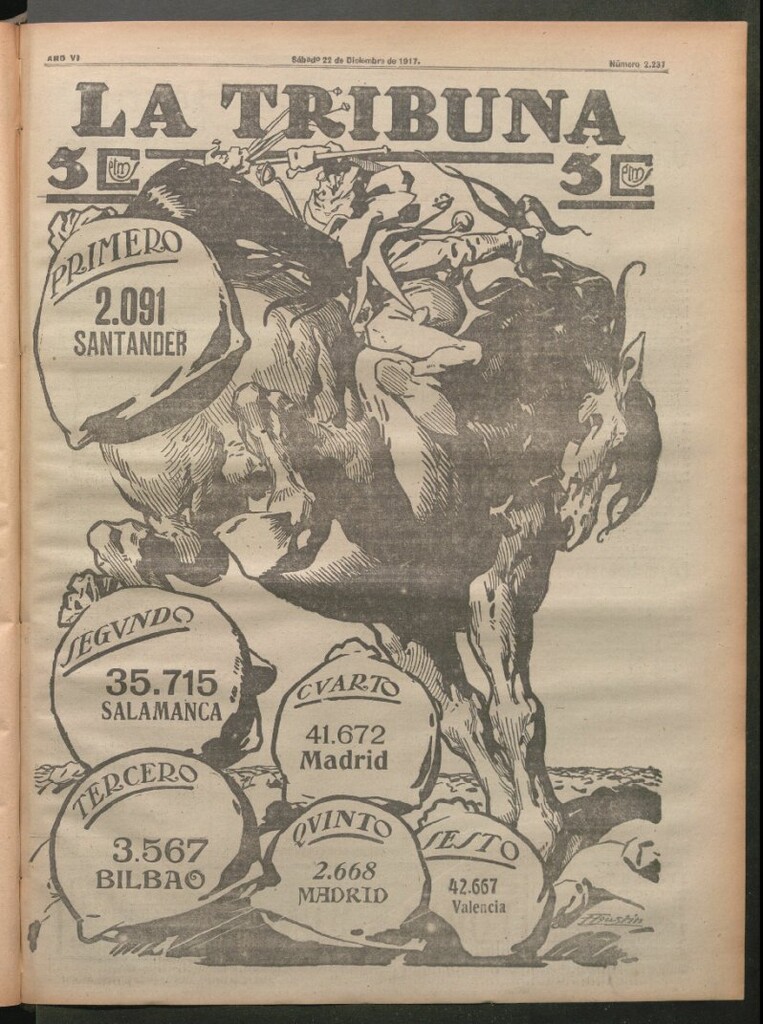 AÑO VI
Sábado 22 de Diciembre de 1917.
Número 2.237
LA TRIBUNA
5 C
elms
5 C
elms
PRIMERO
2.091
SANTANDER
SEGVNDO
35.715
SALAMANCA
CVARTO
41.672
Madrid
TERCERO
3.567
BILBAO
QVINTO
2.668
MADRID
SESTO
42.667
Valencia